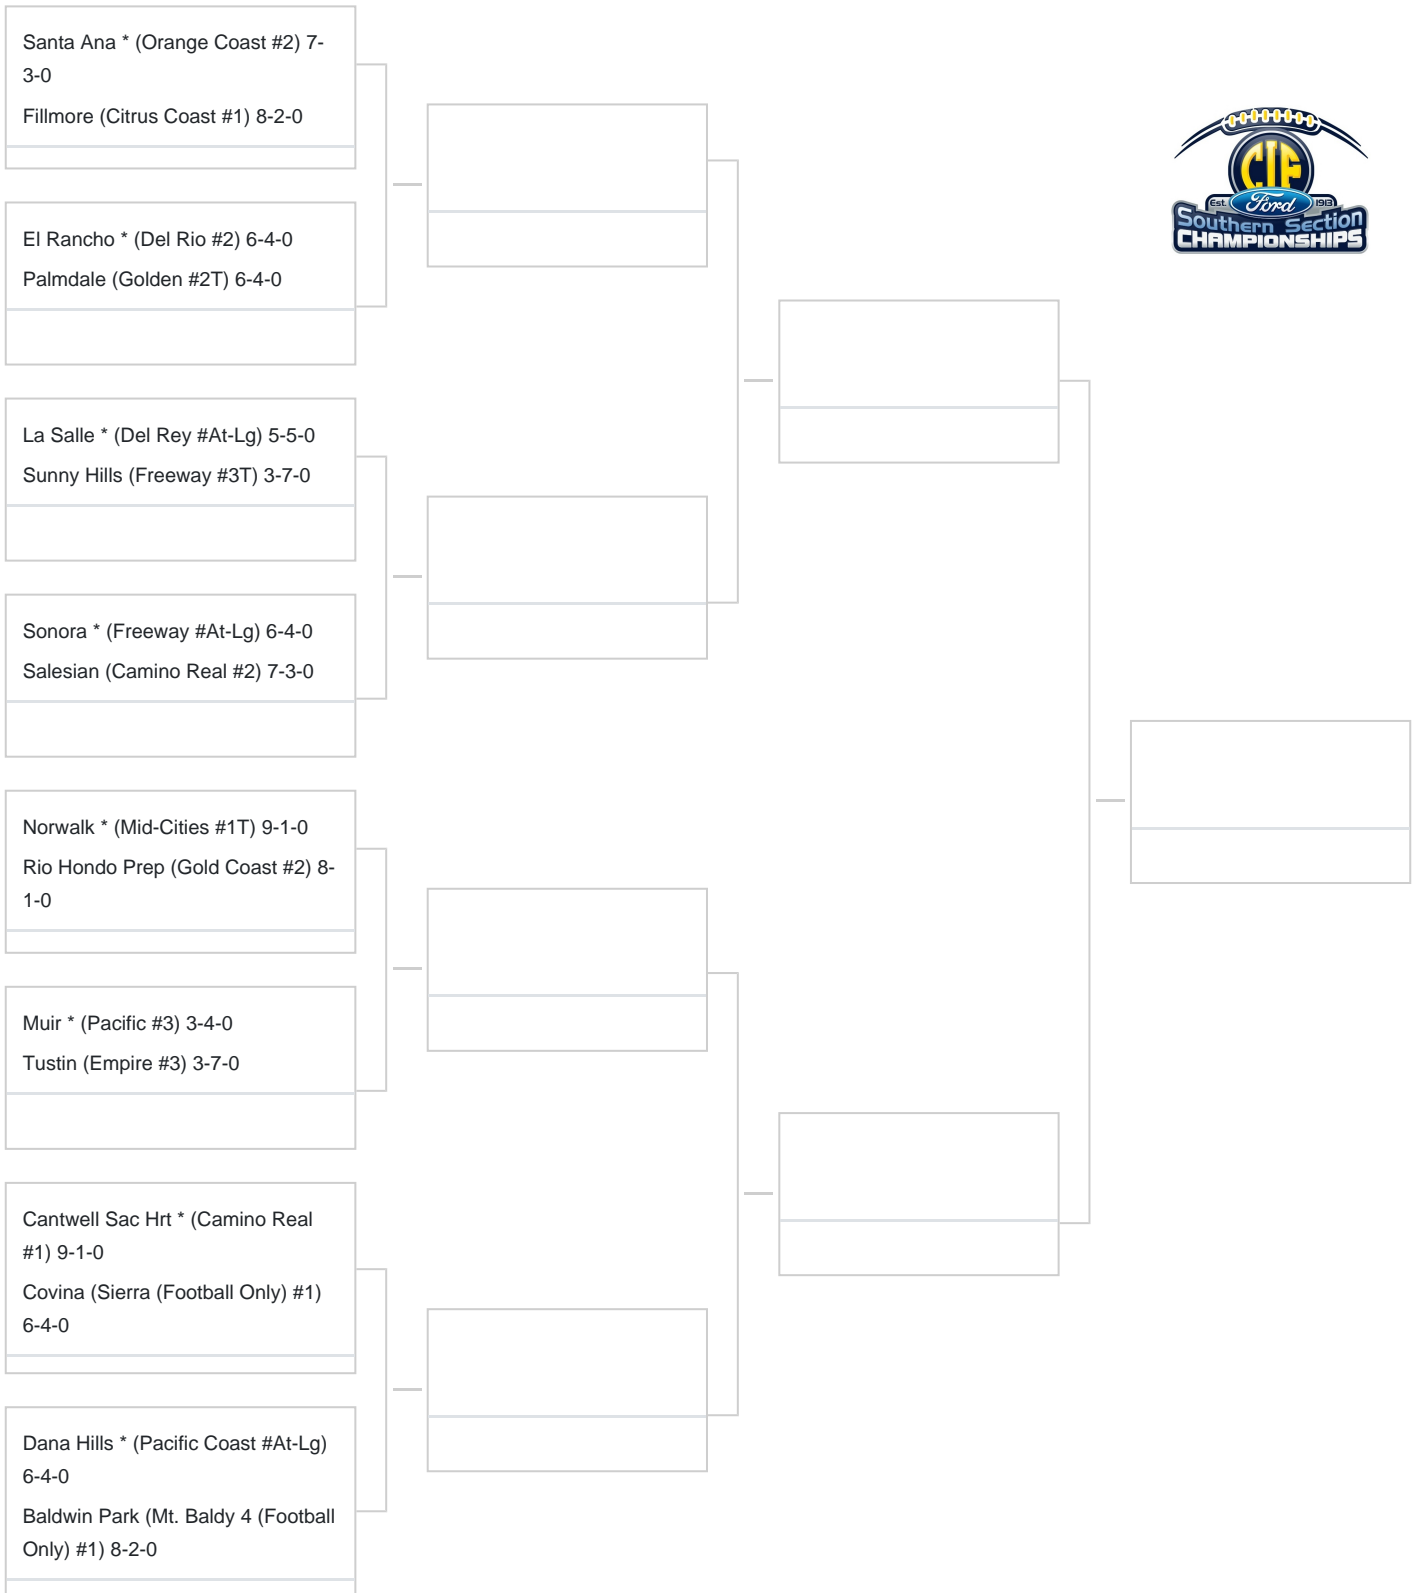 Santa Ana * (Orange Coast #2) 7-
3-0
Fillmore (Citrus Coast #1) 8-2-0
El Rancho * (Del Rio #2) 6-4-0
Palmdale (Golden #2T) 6-4-0
La Salle * (Del Rey #At-Lg) 5-5-0
Sunny Hills (Freeway #3T) 3-7-0
Sonora * (Freeway #At-Lg) 6-4-0
Salesian (Camino Real #2) 7-3-0
Norwalk * (Mid-Cities #1T) 9-1-0
Rio Hondo Prep (Gold Coast #2) 8-
1-0
Muir * (Pacific #3) 3-4-0
Tustin (Empire #3) 3-7-0
Cantwell Sac Hrt * (Camino Real
#1) 9-1-0
Covina (Sierra (Football Only) #1)
6-4-0
Dana Hills * (Pacific Coast #At-Lg)
6-4-0
Baldwin Park (Mt. Baldy 4 (Football
Only) #1) 8-2-0
CIF
Est. Ford 1913
Southern Section
CHAMPIONSHIPS